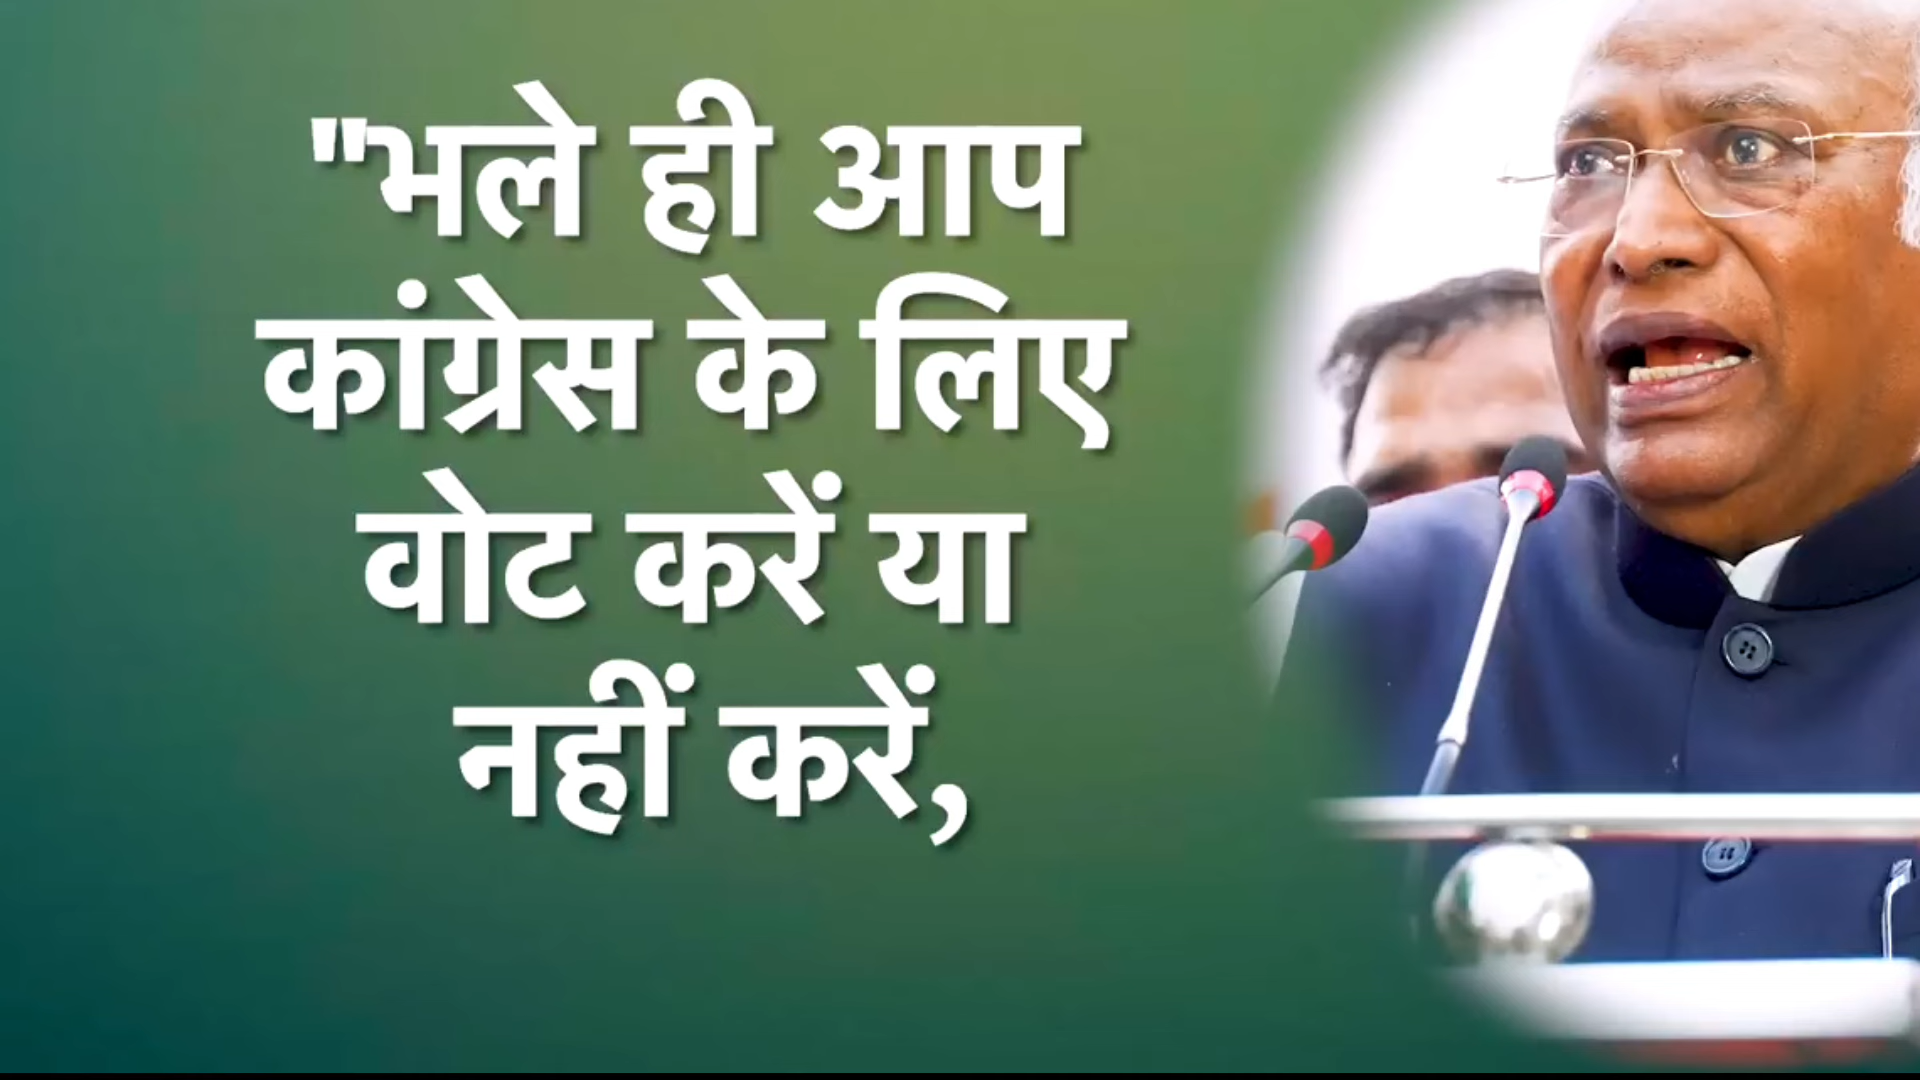 "भले ही आप
कांग्रेस के लिए
वोट करें या
नहीं करें,